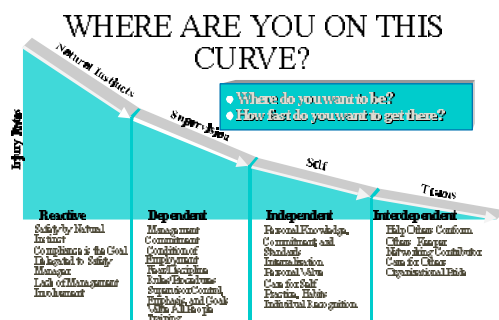 WHERE ARE YOU ON THIS
CURVE?
Natural Instincts
• Where do you want to be?
• How fast do you want to get there?
Supervision
Self
Teams
Injury Rates
Reactive
Safety by Natural
Instinct
Compliance is the Goal
Delegated to Safety
Manager
Lack of Management
Involvement
Dependent
Management
Commitment
Condition of
Employment
Fear/Discipline
Rules/Procedures
Supervisor Control,
Emphasis, and Goals
Value All People
Training
Independent
Personal Knowledge,
Commitment, and
Standards
Internalization
Personal Value
Care for Self
Practice, Habits
Individual Recognition
Interdependent
Help Others Conform
Others' Keeper
Networking Contributor
Care for Others
Organizational Pride